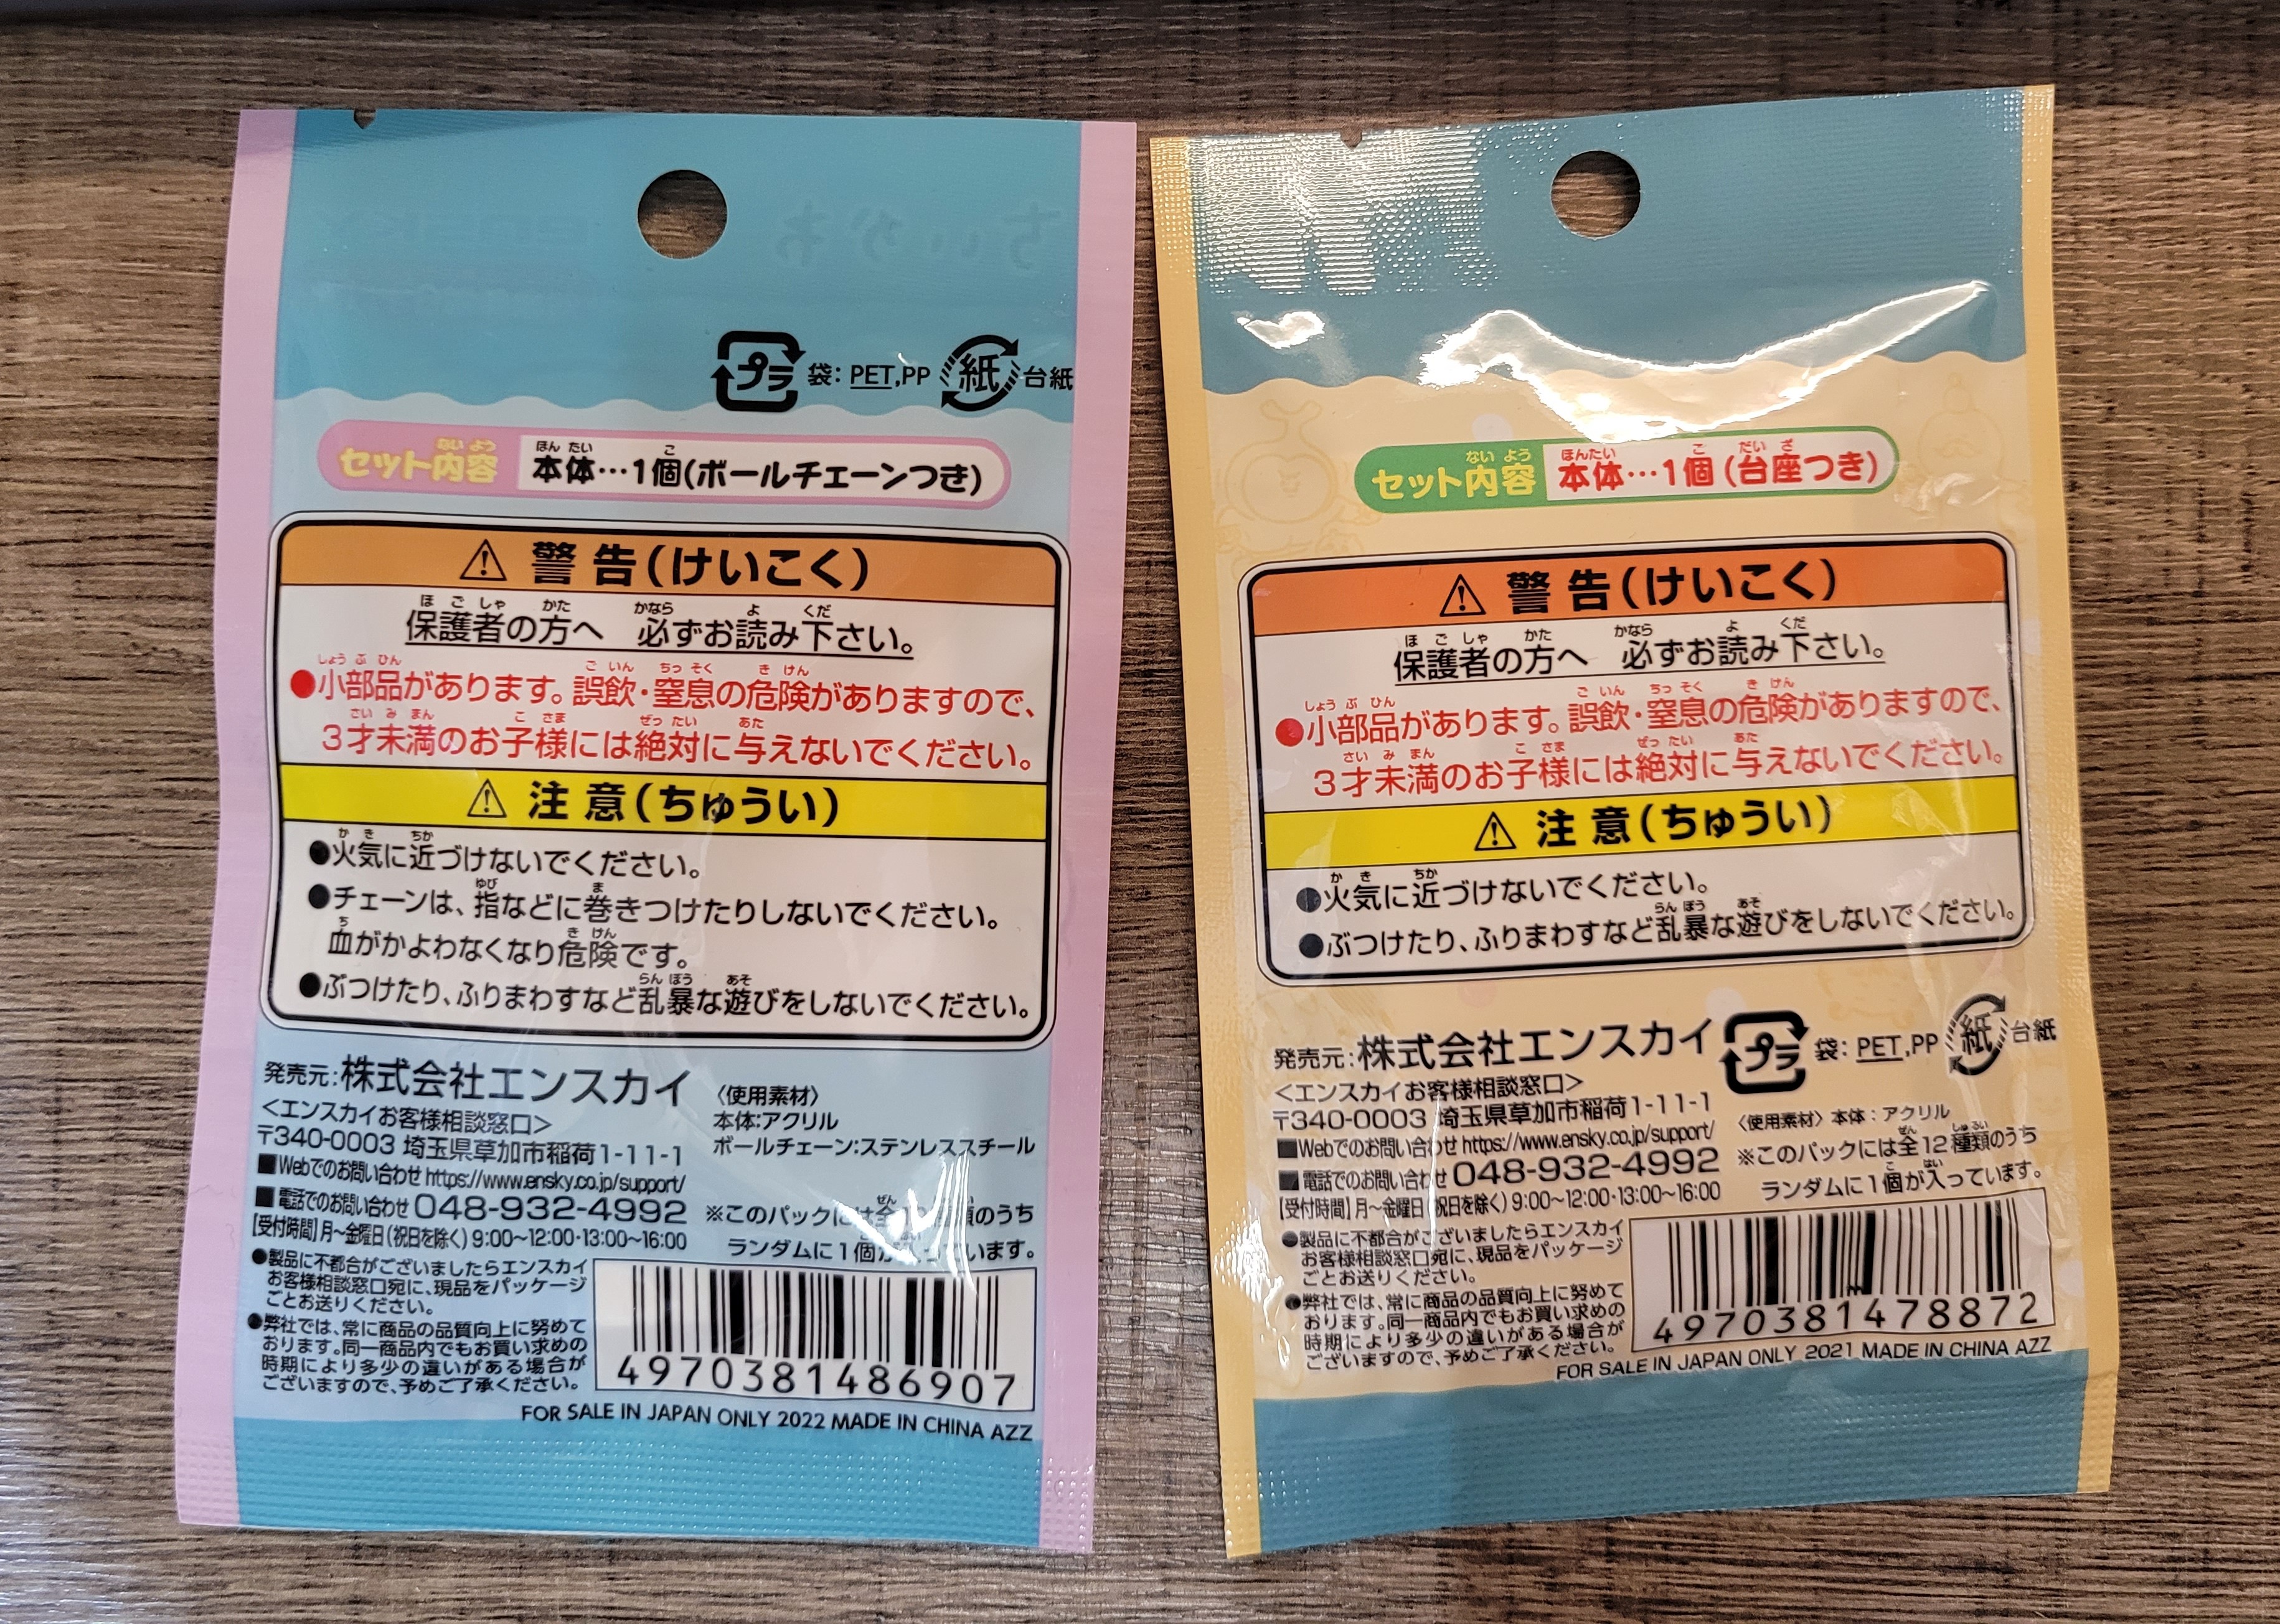 プラ 袋: PET,PP 紙 台紙
セット内容 本体…1個(ボールチェーンつき)
⚠ 警告(けいこく)
保護者の方へ 必ずお読み下さい。
●小部品があります。誤飲・窒息の危険がありますので、
3才未満のお子様には絶対に与えないでください。
⚠ 注意(ちゅうい)
●火気に近づけないでください。
●チェーンは、指などに巻きつけたりしないでください。
血がかよわなくなり危険です。
●ぶつけたり、ふりまわすなど乱暴な遊びをしないでください。
発売元:株式会社エンスカイ
<エンスカイお客様相談窓口>
〒340-0003 埼玉県草加市稲荷1-11-1
■Webでのお問い合わせ https://www.ensky.co.jp/support/
■電話でのお問い合わせ 048-932-4992
[受付時間]月～金曜日(祝日を除く)9:00～12:00・13:00～16:00
●製品に不都合がございましたらエンスカイ
お客様相談窓口宛に、現品をパッケージ
ごとお送りください。
●弊社では、常に商品の品質向上に努めて
おります。同一商品内でもお買い求めの
時期により多少の違いがある場合が
ございますので、予めご了承ください。
〈使用素材〉
本体:アクリル
ボールチェーン:ステンレススチール
※このパックには全 のうち
ランダムに1個が入っています。
4970381486907
FOR SALE IN JAPAN ONLY 2022 MADE IN CHINA AZZ
セット内容 本体…1個(台座つき)
⚠ 警告(けいこく)
保護者の方へ 必ずお読み下さい。
●小部品があります。誤飲・窒息の危険がありますので、
3才未満のお子様には絶対に与えないでください。
⚠ 注意(ちゅうい)
●火気に近づけないでください。
●ぶつけたり、ふりまわすなど乱暴な遊びをしないでください。
発売元:株式会社エンスカイ
<エンスカイお客様相談窓口>
〒340-0003 埼玉県草加市稲荷1-11-1
■Webでのお問い合わせ https://www.ensky.co.jp/support/
■電話でのお問い合わせ 048-932-4992
[受付時間]月～金曜日(祝日を除く)9:00～12:00・13:00～16:00
●製品に不都合がございましたらエンスカイ
お客様相談窓口宛に、現品をパッケージ
ごとお送りください。
●弊社では、常に商品の品質向上に努めて
おります。同一商品内でもお買い求めの
時期により多少の違いがある場合が
ございますので、予めご了承ください。
プラ 袋: PET,PP 紙 台紙
〈使用素材〉本体:アクリル
※このパックには全12種類のうち
ランダムに1個が入っています。
4970381478872
FOR SALE IN JAPAN ONLY 2021 MADE IN CHINA AZZ